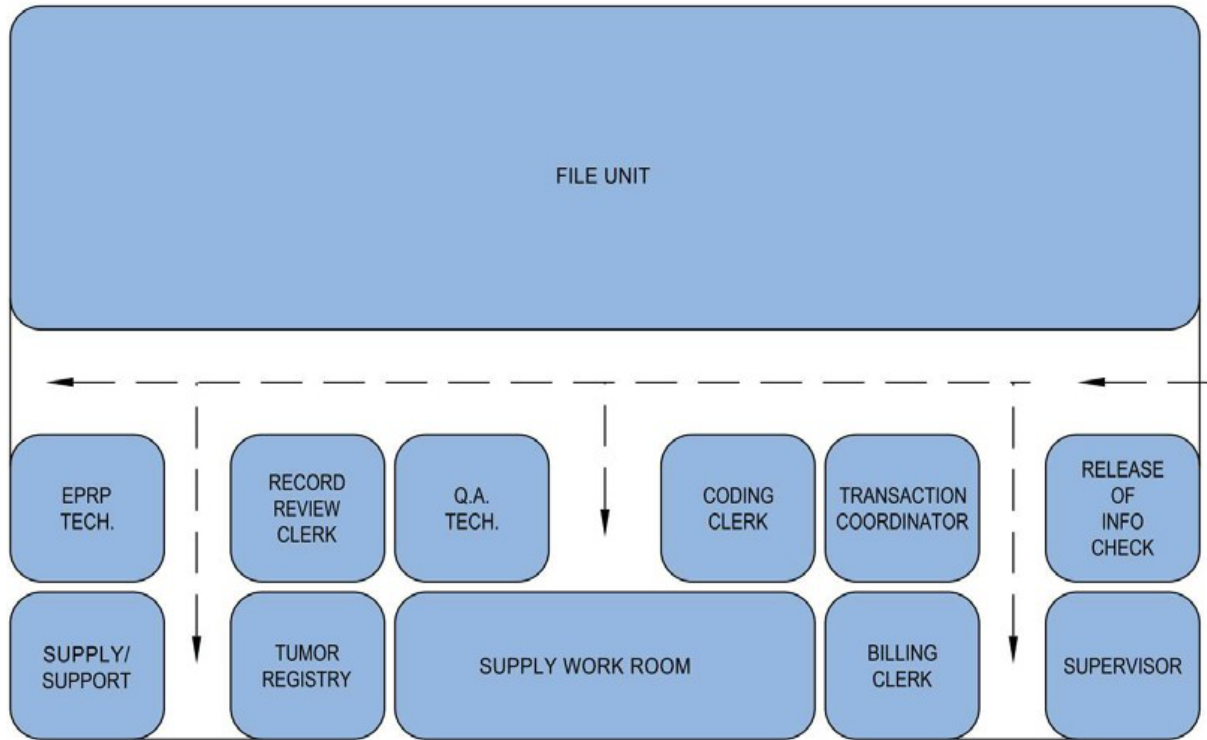 FILE UNIT
EPRP
TECH.
RECORD
REVIEW
CLERK
Q.A.
TECH.
CODING
CLERK
TRANSACTION
COORDINATOR
RELEASE
OF
INFO
CHECK
SUPPLY/
SUPPORT
TUMOR
REGISTRY
SUPPLY WORK ROOM
BILLING
CLERK
SUPERVISOR